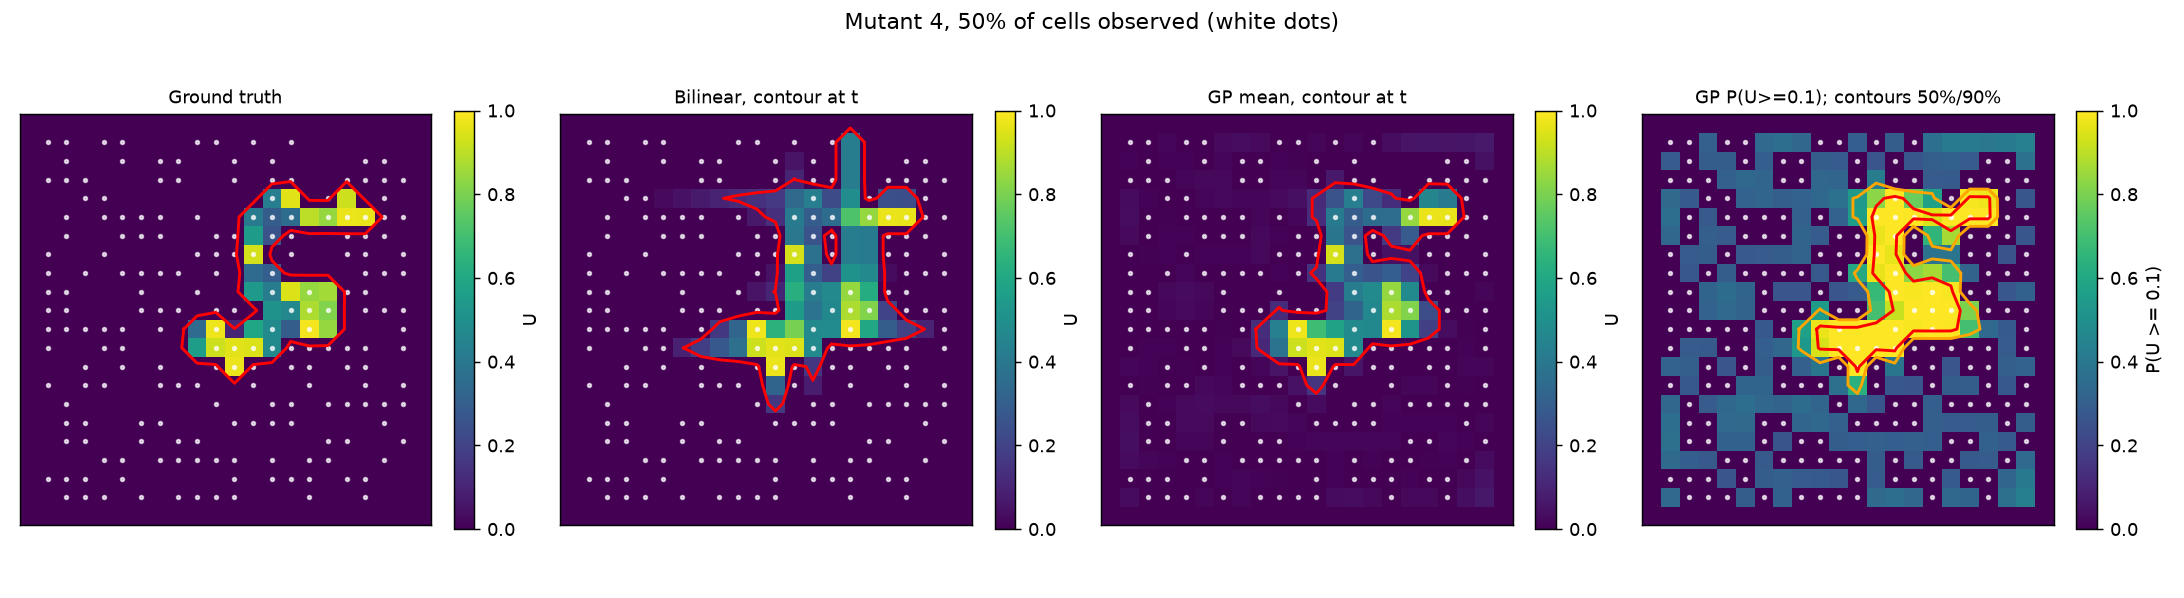 Mutant 4, 50% of cells observed (white dots)
Ground truth
1.0
0.8
0.6
0.4
0.2
0.0
U
Bilinear, contour at t
1.0
0.8
0.6
0.4
0.2
0.0
U
GP mean, contour at t
1.0
0.8
0.6
0.4
0.2
0.0
U
GP P(U>=0.1); contours 50%/90%
1.0
0.8
0.6
0.4
0.2
0.0
P(U >= 0.1)